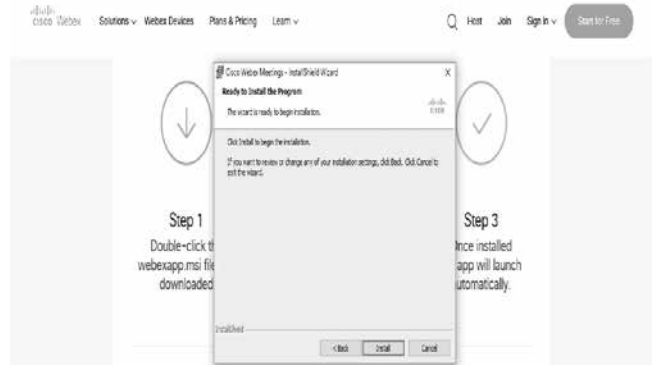 cisco Webex
Solutions Webex Devices Plans & Pricing Learn
Host Join Sign in Start for Free
Cisco Webex Meetings - InstallShield Wizard X
Ready to Install the Program
The wizard is ready to begin installation.
cisco
Click Install to begin the installation.
If you want to review or change any of your installation settings, click Back. Click Cancel to
exit the wizard.
InstallShield
< Back Install Cancel
Step 1
Double-click th
webexapp.msi file
downloaded
Step 3
Once installed
app will launch
utomatically.